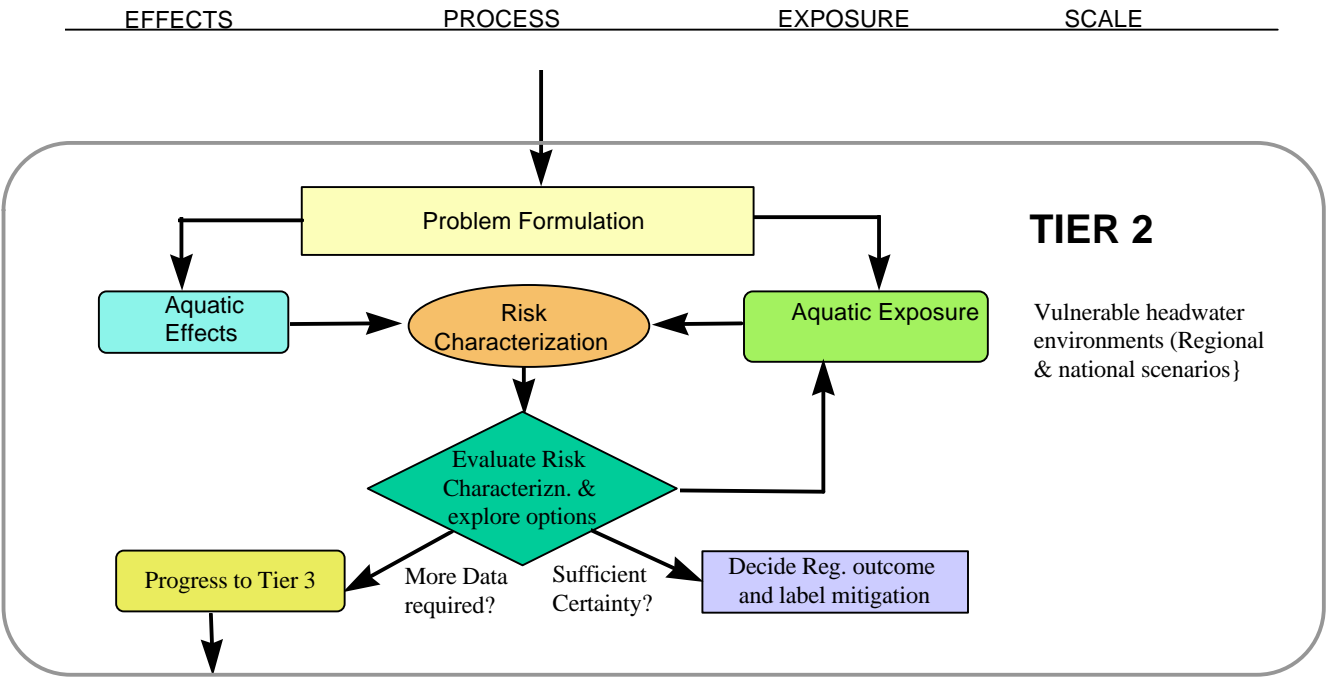 EFFECTS PROCESS EXPOSURE SCALE
Problem Formulation
TIER 2
Aquatic
Effects
Risk
Characterization
Aquatic Exposure
Vulnerable headwater
environments (Regional
& national scenarios}
Evaluate Risk
Characterizn. &
explore options
Progress to Tier 3
More Data
required?
Sufficient
Certainty?
Decide Reg. outcome
and label mitigation